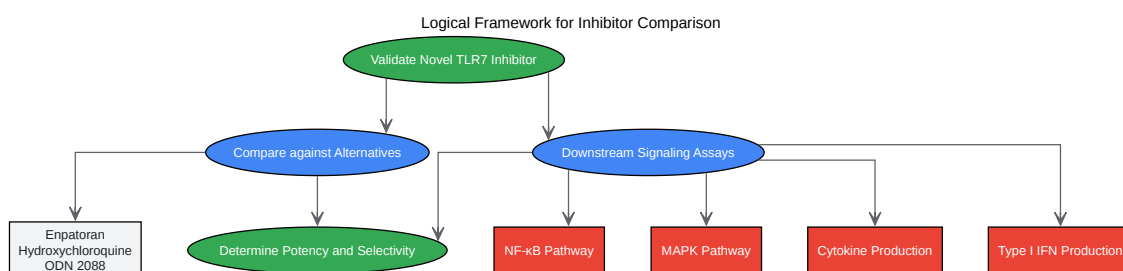 Logical Framework for Inhibitor Comparison
Validate Novel TLR7 Inhibitor
Compare against Alternatives
Downstream Signaling Assays
Enpatoran
Hydroxychloroquine
ODN 2088
Determine Potency and Selectivity
NF-κB Pathway
MAPK Pathway
Cytokine Production
Type I IFN Production